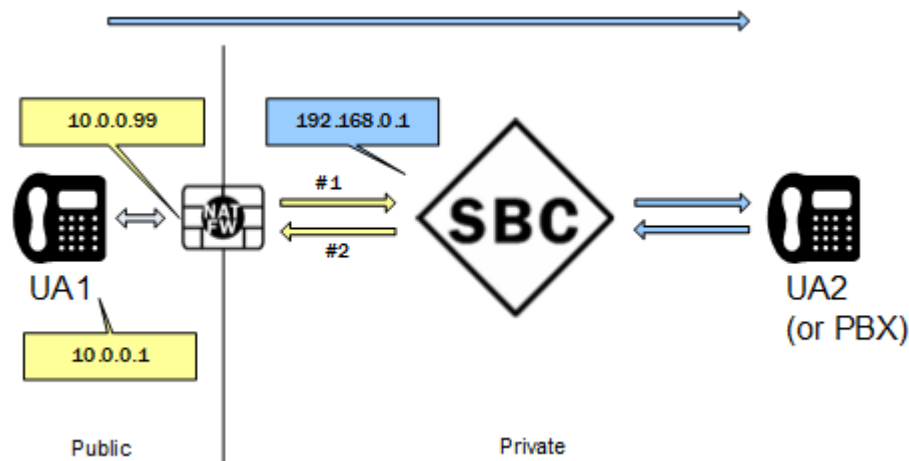 10.0.0.99
192.168.0.1
#1
NAT
FW
SBC
#2
UA1
UA2
(or PBX)
10.0.0.1
Public
Private